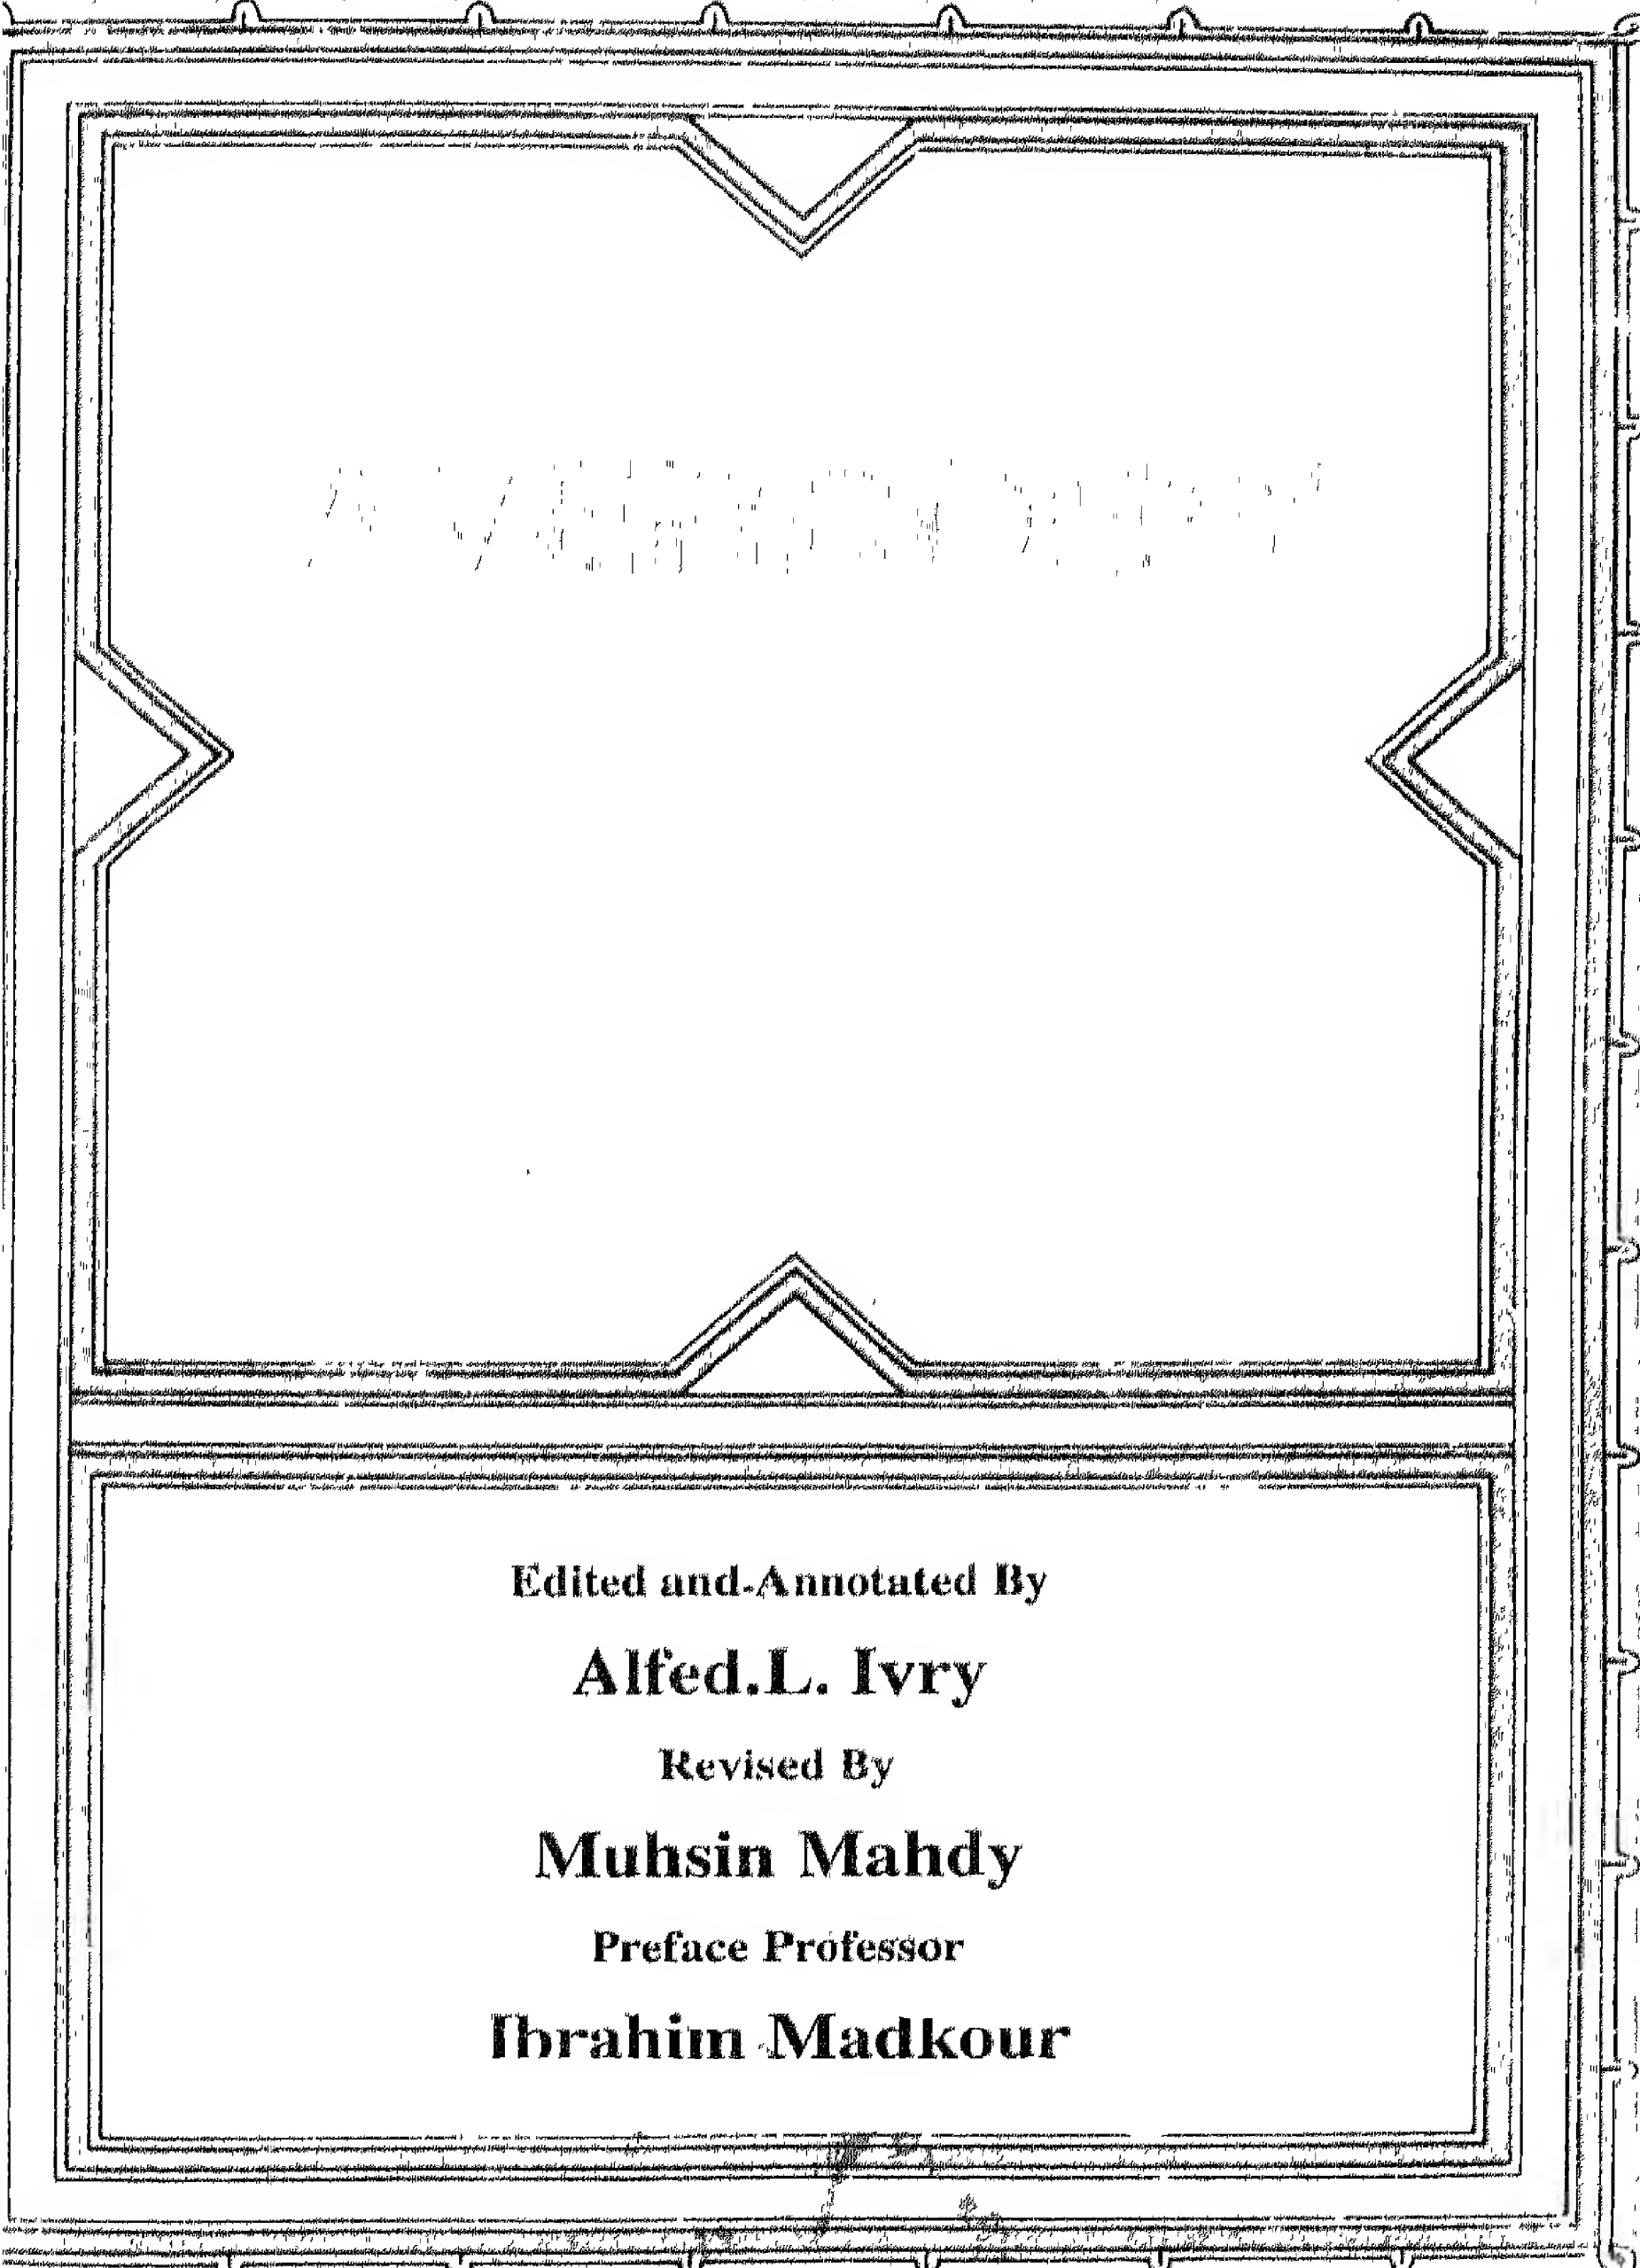 Edited and-Annotated By
Alfed.L. Ivry
Revised By
Muhsin Mahdy
Preface Professor
Ibrahim Madkour